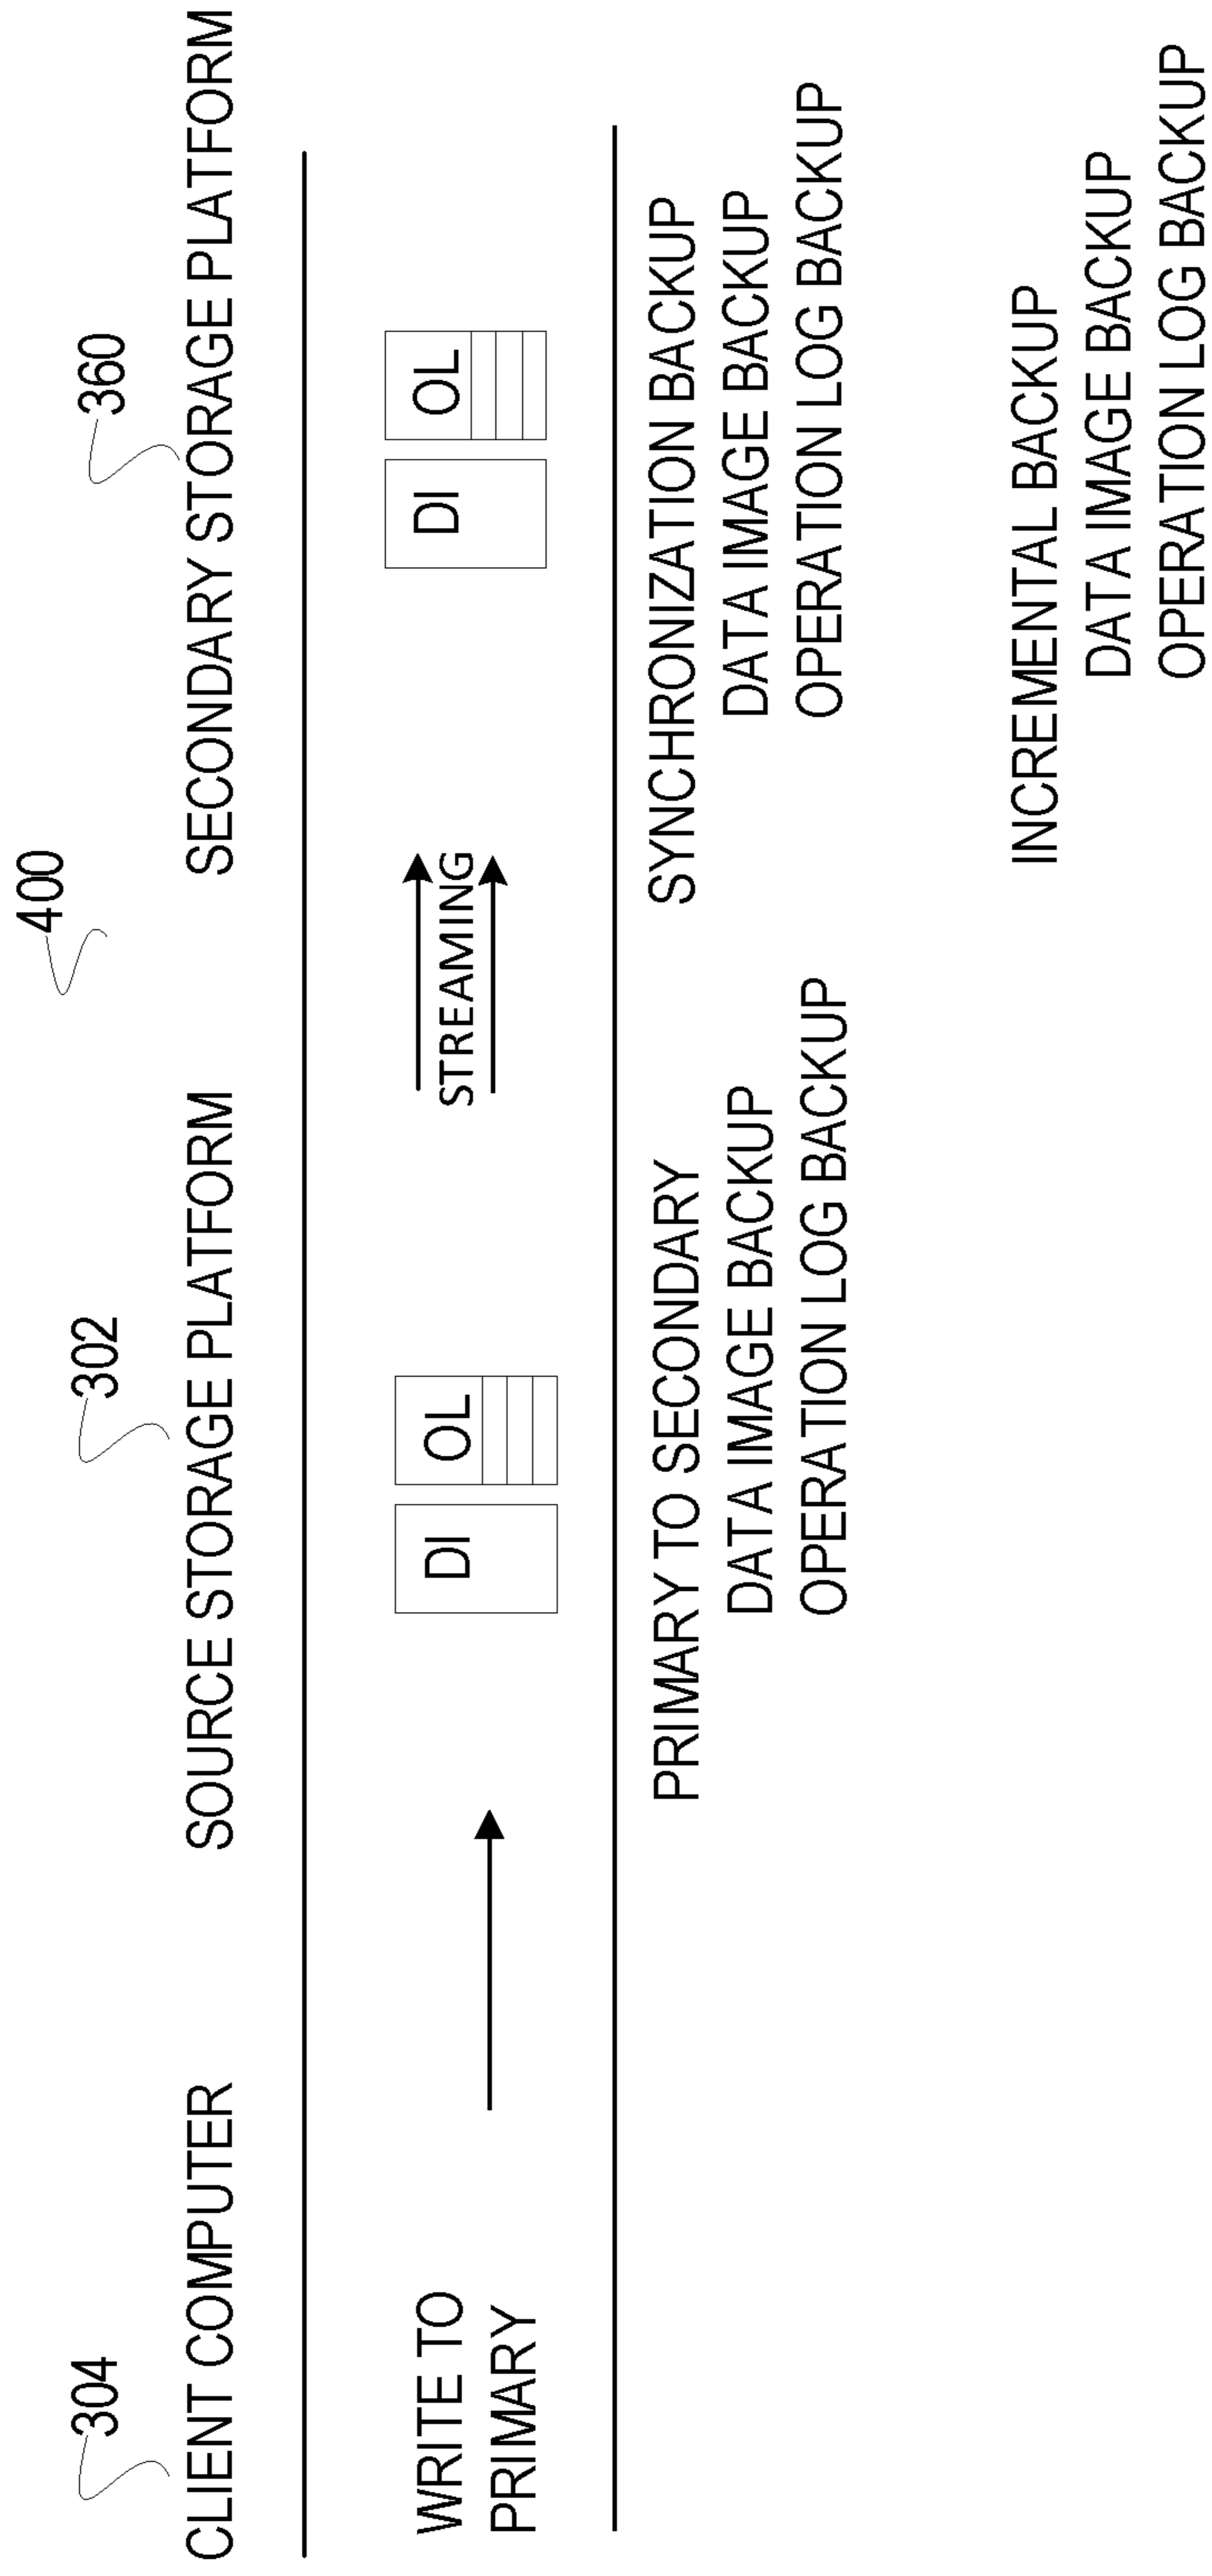 400
304
302
360
CLIENT COMPUTER
SOURCE STORAGE PLATFORM
SECONDARY STORAGE PLATFORM
WRITE TO
PRIMARY
DI
OL
STREAMING
DI
OL
PRIMARY TO SECONDARY
DATA IMAGE BACKUP
OPERATION LOG BACKUP
SYNCHRONIZATION BACKUP
DATA IMAGE BACKUP
OPERATION LOG BACKUP
INCREMENTAL BACKUP
DATA IMAGE BACKUP
OPERATION LOG BACKUP